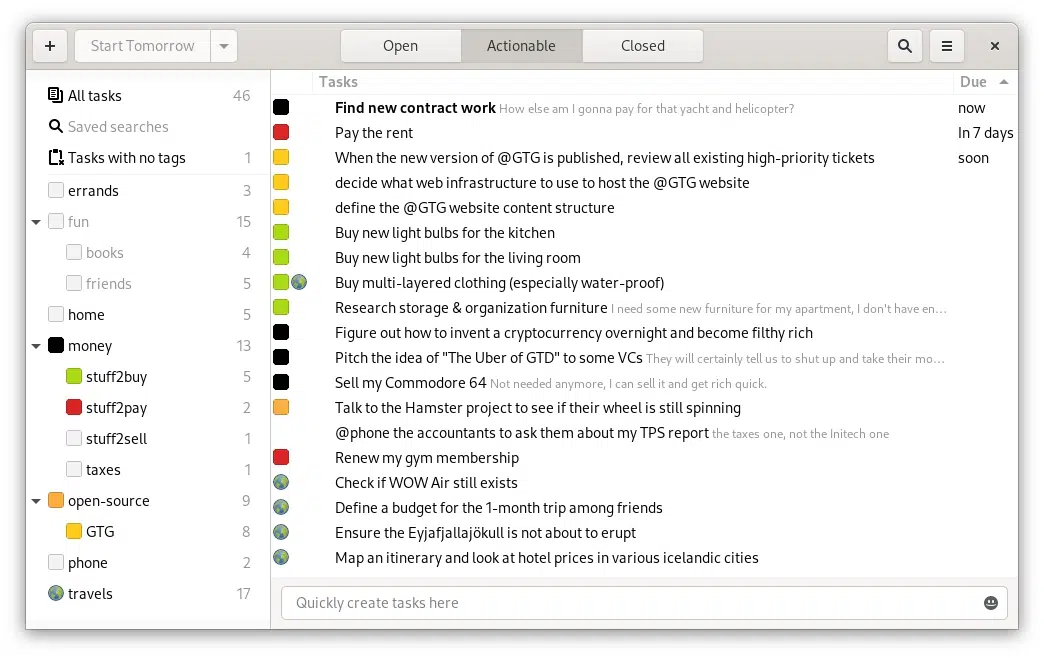 Start Tomorrow
Open
Actionable
Closed
All tasks 46
Saved searches
Tasks with no tags 1
errands 3
fun 15
books 4
friends 5
home 5
money 13
stuff2buy 5
stuff2pay 2
stuff2sell 1
taxes 1
open-source 9
GTG 8
phone 2
travels 17
Tasks Due
Find new contract work How else am I gonna pay for that yacht and helicopter? now
Pay the rent In 7 days
When the new version of @GTG is published, review all existing high-priority tickets soon
decide what web infrastructure to use to host the @GTG website
define the @GTG website content structure
Buy new light bulbs for the kitchen
Buy new light bulbs for the living room
Buy multi-layered clothing (especially water-proof)
Research storage & organization furniture I need some new furniture for my apartment, I don't have en…
Figure out how to invent a cryptocurrency overnight and become filthy rich
Pitch the idea of "The Uber of GTD" to some VCs They will certainly tell us to shut up and take their mo…
Sell my Commodore 64 Not needed anymore, I can sell it and get rich quick.
Talk to the Hamster project to see if their wheel is still spinning
@phone the accountants to ask them about my TPS report the taxes one, not the Initech one
Renew my gym membership
Check if WOW Air still exists
Define a budget for the 1-month trip among friends
Ensure the Eyjafjallajökull is not about to erupt
Map an itinerary and look at hotel prices in various icelandic cities
Quickly create tasks here